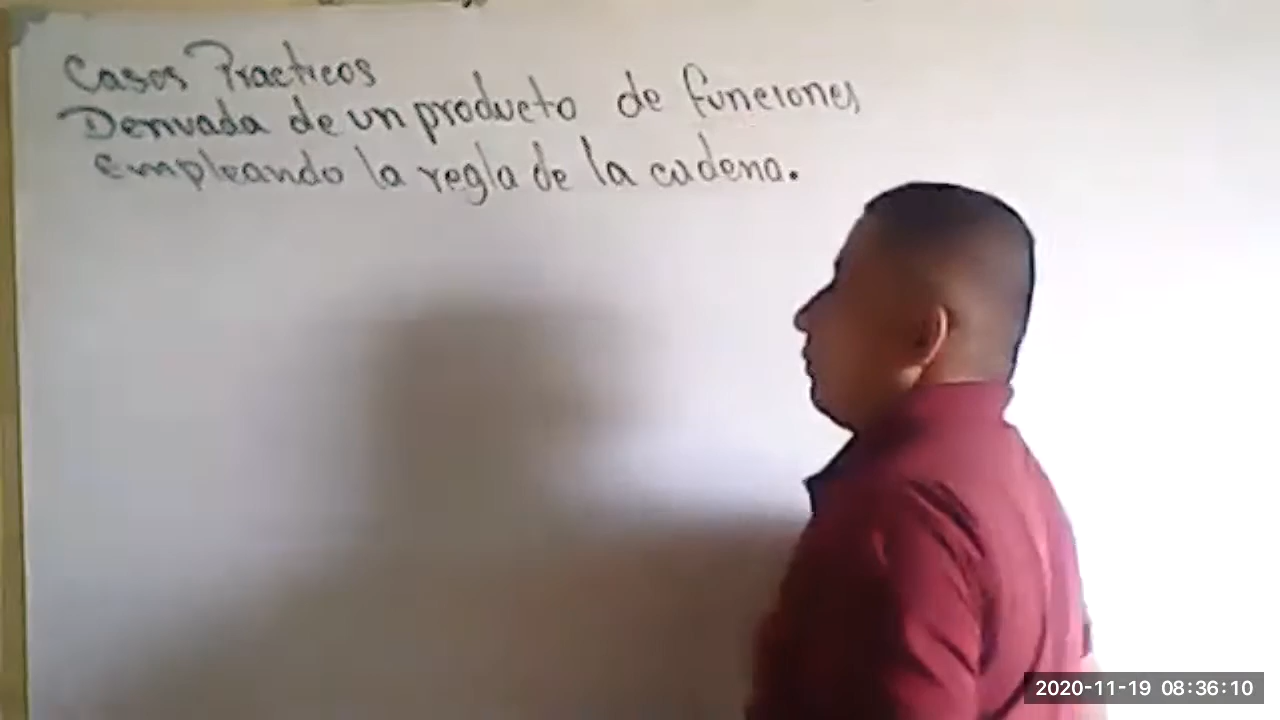 Casos Practicos
Derivada de un producto de funciones
empleando la regla de la cadena.
2020-11-19 08:36:10